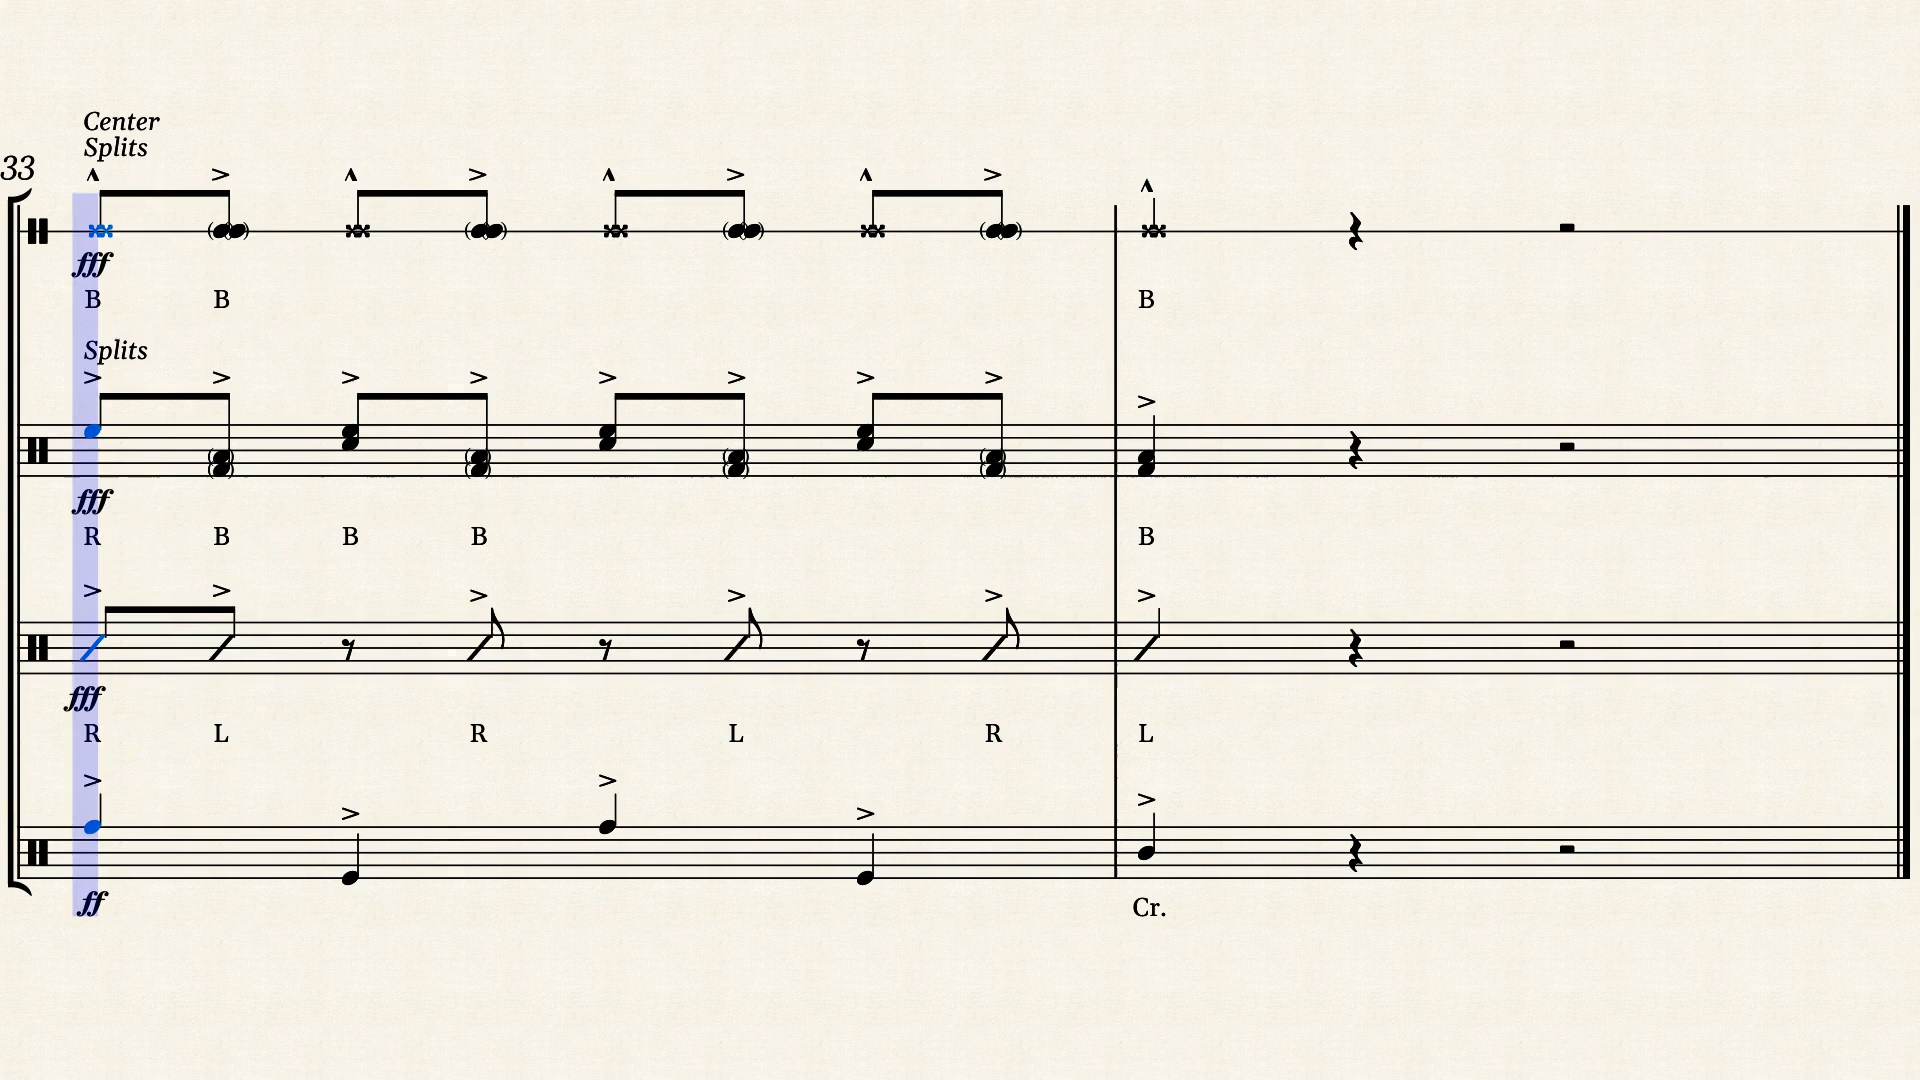 Center
Splits
33
fff
B B B
Splits
fff
R B B B B
fff
R L R L R L
ff
Cr.